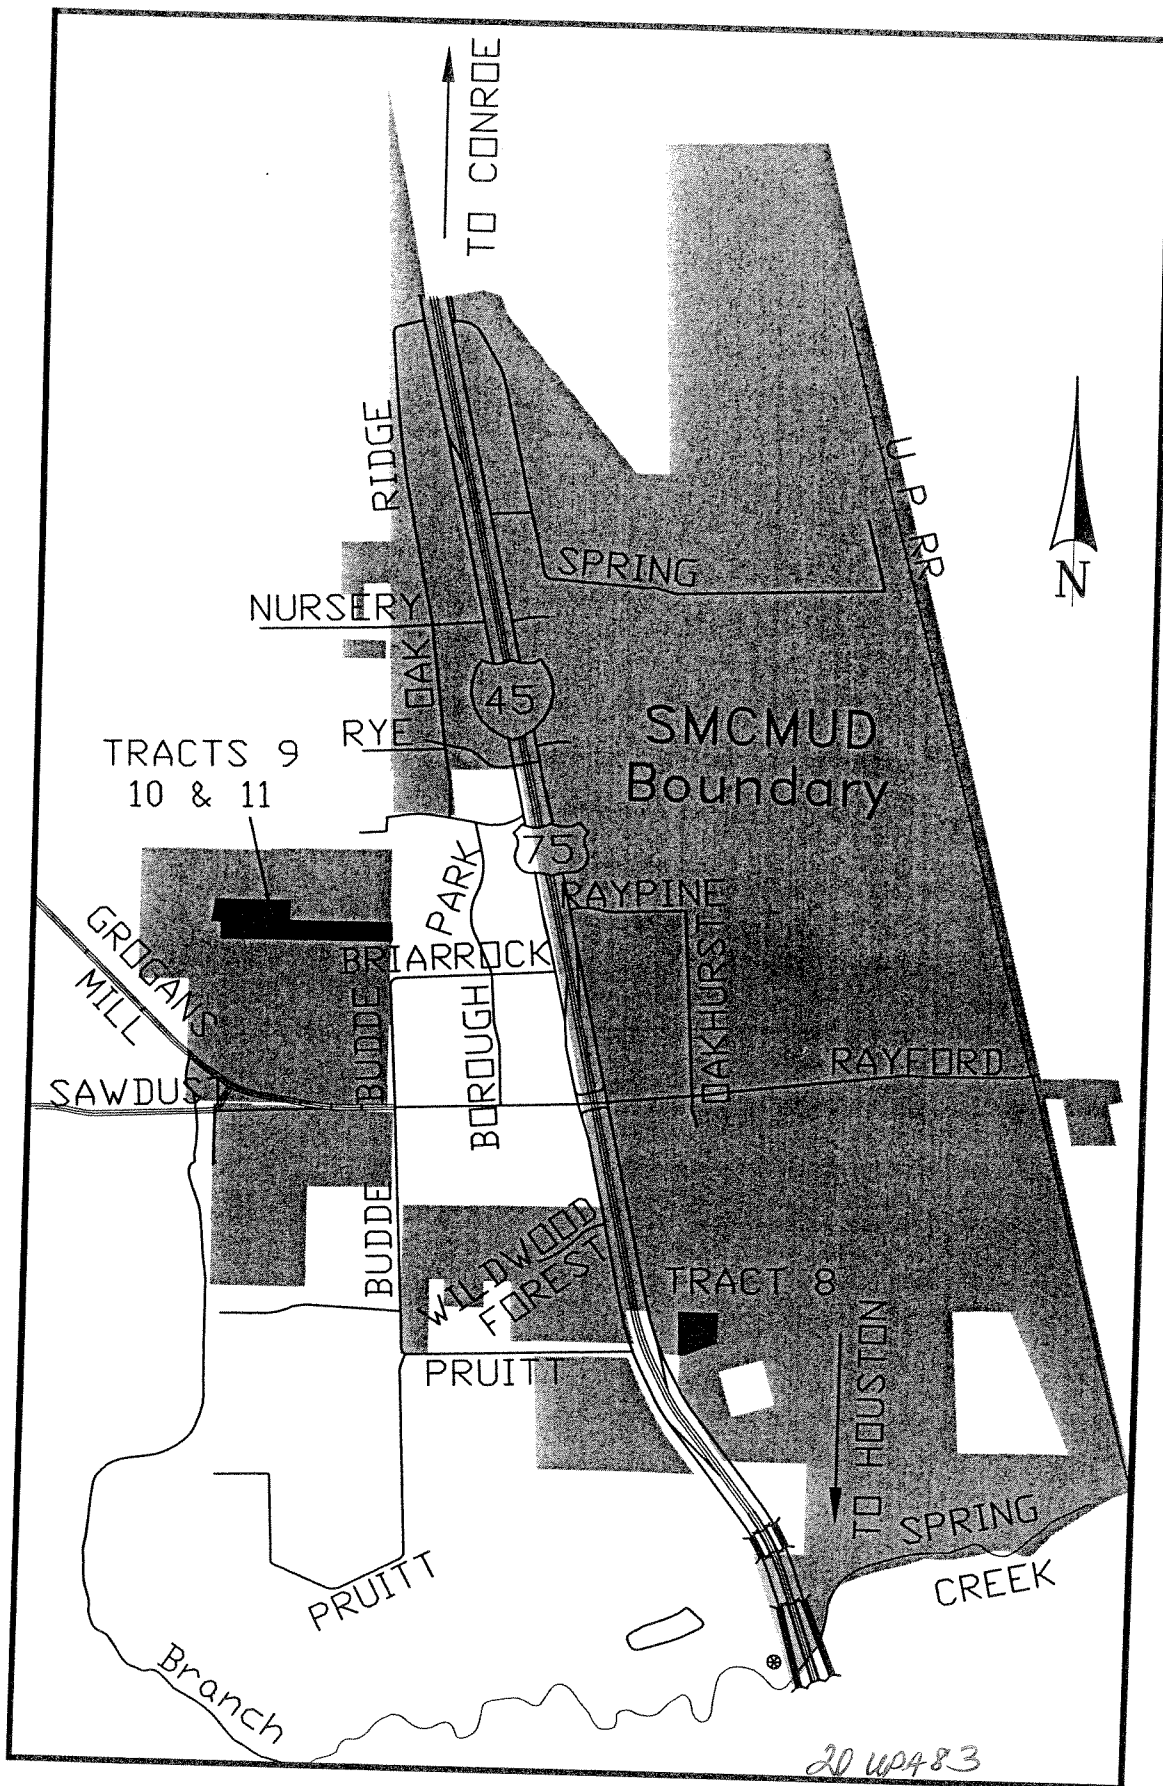 TO CONROE
RIDGE
U P RR
SPRING
N
NURSERY
OAK
45
RYE
SMCMUD
Boundary
TRACTS 9
10 & 11
75
PARK
RAYPINE
GROGANS
MILL
BRIARROCK
BUDDE
BOROUGH
OAKHURST
RAYFORD
SAWDUST
BUDDE
WILDWOOD
FOREST
TRACT 8
PRUITT
TO HOUSTON
SPRING
CREEK
PRUITT
Branch